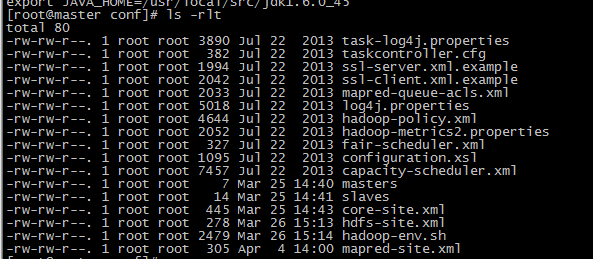 export JAVA_HOME=/usr/local/src/jdk1.6.0_45
[root@master conf]# ls -rlt
total 80
-rw-rw-r--. 1 root root 3890 Jul 22  2013 task-log4j.properties
-rw-rw-r--. 1 root root  382 Jul 22  2013 taskcontroller.cfg
-rw-rw-r--. 1 root root 1994 Jul 22  2013 ssl-server.xml.example
-rw-rw-r--. 1 root root 2042 Jul 22  2013 ssl-client.xml.example
-rw-rw-r--. 1 root root 2033 Jul 22  2013 mapred-queue-acls.xml
-rw-rw-r--. 1 root root 5018 Jul 22  2013 log4j.properties
-rw-rw-r--. 1 root root 4644 Jul 22  2013 hadoop-policy.xml
-rw-rw-r--. 1 root root 2052 Jul 22  2013 hadoop-metrics2.properties
-rw-rw-r--. 1 root root  327 Jul 22  2013 fair-scheduler.xml
-rw-rw-r--. 1 root root 1095 Jul 22  2013 configuration.xsl
-rw-rw-r--. 1 root root 7457 Jul 22  2013 capacity-scheduler.xml
-rw-rw-r--. 1 root root    7 Mar 25 14:40 masters
-rw-rw-r--. 1 root root   14 Mar 25 14:41 slaves
-rw-rw-r--. 1 root root  445 Mar 25 14:43 core-site.xml
-rw-rw-r--. 1 root root  278 Mar 26 15:13 hdfs-site.xml
-rw-rw-r--. 1 root root 2479 Mar 26 15:14 hadoop-env.sh
-rw-rw-r--. 1 root root  305 Apr  4 14:00 mapred-site.xml